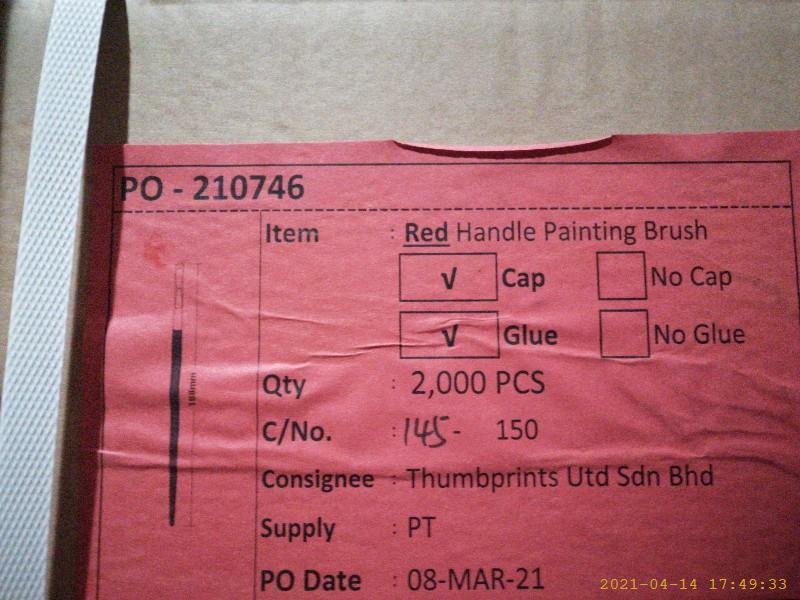 PO - 210746
Item : Red Handle Painting Brush
√ Cap No Cap
√ Glue No Glue
188mm
Qty : 2,000 PCS
C/No. : 145 - 150
Consignee : Thumbprints Utd Sdn Bhd
Supply : PT
PO Date : 08-MAR-21
2021-04-14 17:49:33